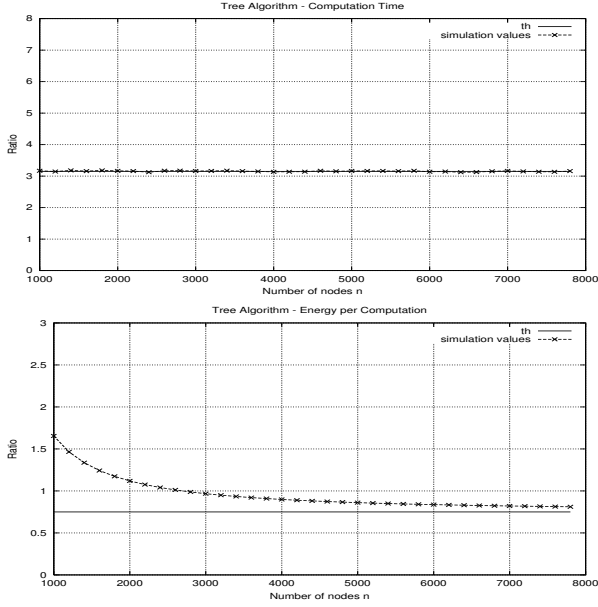 Tree Algorithm - Computation Time
8
th
simulation values
7
6
5
4
Ratio
3
2
1
0
1000 2000 3000 4000 5000 6000 7000 8000
Number of nodes n
Tree Algorithm - Energy per Computation
3
th
simulation values
2.5
2
Ratio
1.5
1
0.5
0
1000 2000 3000 4000 5000 6000 7000 8000
Number of nodes n